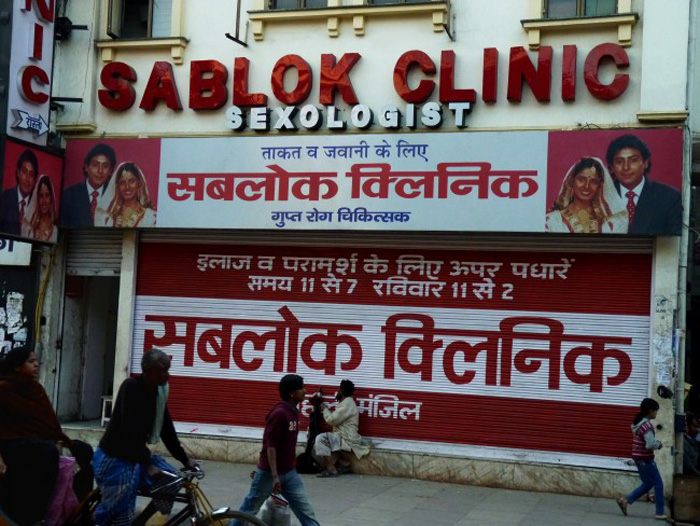 NIC
SABLOK CLINIC
SEXOLOGIST
ताकत व जवानी के लिए
सबलोक क्लिनिक
गुप्त रोग चिकित्सक
इलाज व परामर्श के लिए ऊपर पधारें
समय 11 से 7 रविवार 11 से 2
सबलोक क्लिनिक
मंजिल